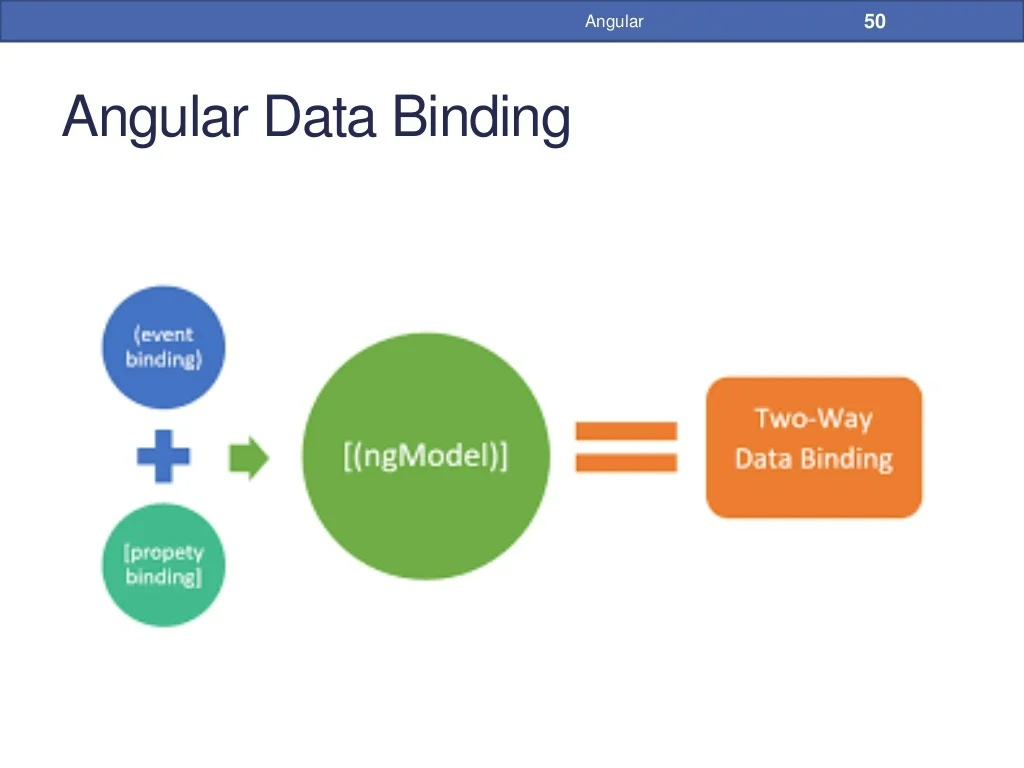 Angular 50
Angular Data Binding
(event
binding)
[propety
binding]
[(ngModel)]
Two-Way
Data Binding